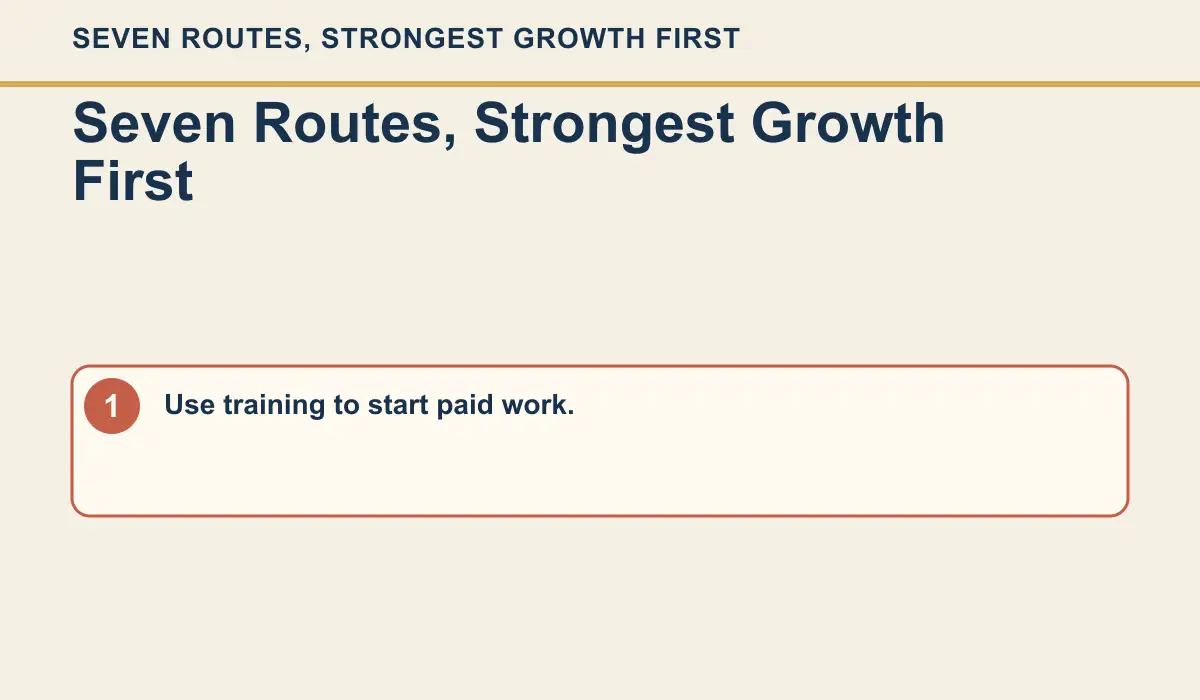 SEVEN ROUTES, STRONGEST GROWTH FIRST
Seven Routes, Strongest Growth
First
1
Use training to start paid work.